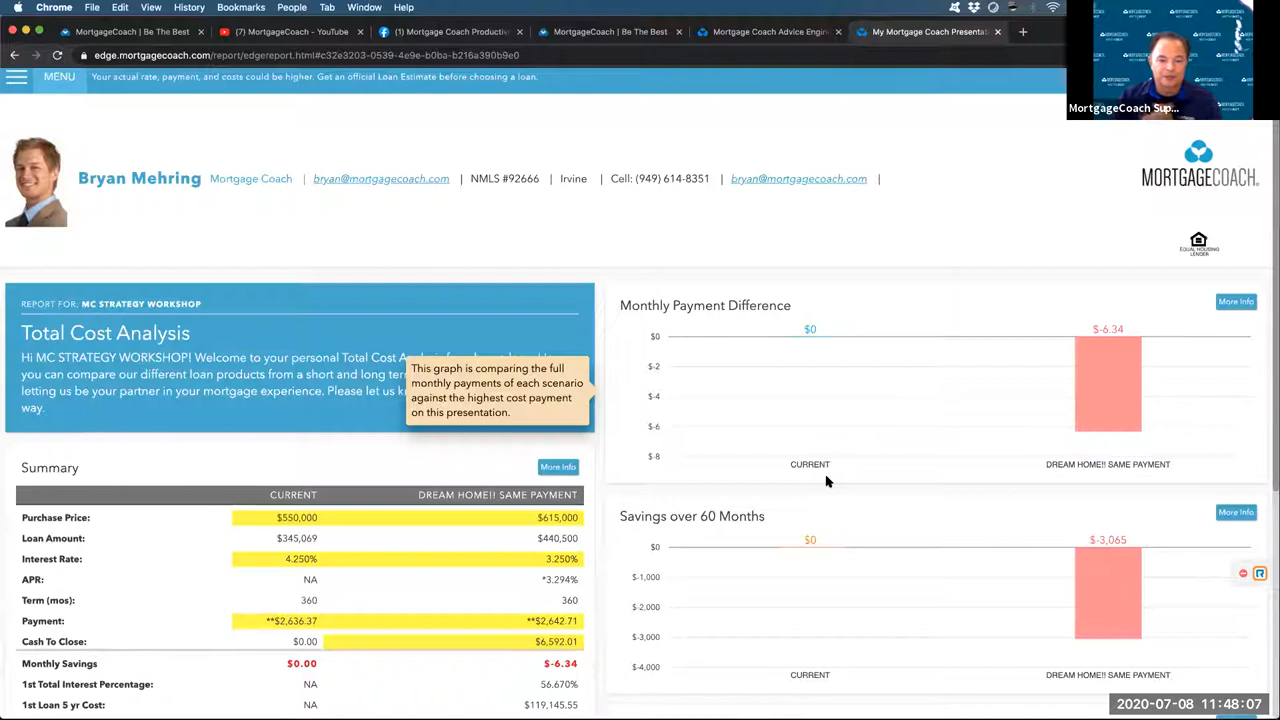 Chrome File Edit View History Bookmarks People Tab Window Help
MortgageCoach | Be The Best (7) MortgageCoach - YouTube (1) Mortgage Coach Produc MortgageCoach | Be The Best Mortgage Coach Advice Engin My Mortgage Coach Presentat
edge.mortgagecoach.com/report/edgereport.html
MENU Your actual rate, payment, and costs could be higher. Get an official Loan Estimate before choosing a loan.
MortgageCoach Sup...
Bryan Mehring Mortgage Coach | bryan@mortgagecoach.com | NMLS #92666 | Irvine | Cell: (949) 614-8351 | bryan@mortgagecoach.com |
MORTGAGECOACH
EQUAL HOUSING
LENDER
REPORT FOR: MC STRATEGY WORKSHOP
Total Cost Analysis
Hi MC STRATEGY WORKSHOP! Welcome to your personal Total Cost
you can compare our different loan products from a short and long
letting us be your partner in your mortgage experience. Please let us
way.
This graph is comparing the full
monthly payments of each scenario
against the highest cost payment
on this presentation.
Summary More Info
CURRENT DREAM HOME!! SAME PAYMENT
Purchase Price: $550,000 $615,000
Loan Amount: $345,069 $440,500
Interest Rate: 4.250% 3.250%
APR: NA *3.294%
Term (mos): 360 360
Payment: **$2,636.37 **$2,642.71
Cash To Close: $0.00 $6,592.01
Monthly Savings $0.00 $-6.34
1st Total Interest Percentage: NA 56.670%
1st Loan 5 yr Cost: NA $119,145.55
Monthly Payment Difference More Info
$0 $-6.34
$0
$-2
$-4
$-6
$-8
CURRENT DREAM HOME!! SAME PAYMENT
Savings over 60 Months More Info
$0 $-3,065
$0
$-1,000
$-2,000
$-3,000
$-4,000
CURRENT DREAM HOME!! SAME PAYMENT
2020-07-08 11:48:07